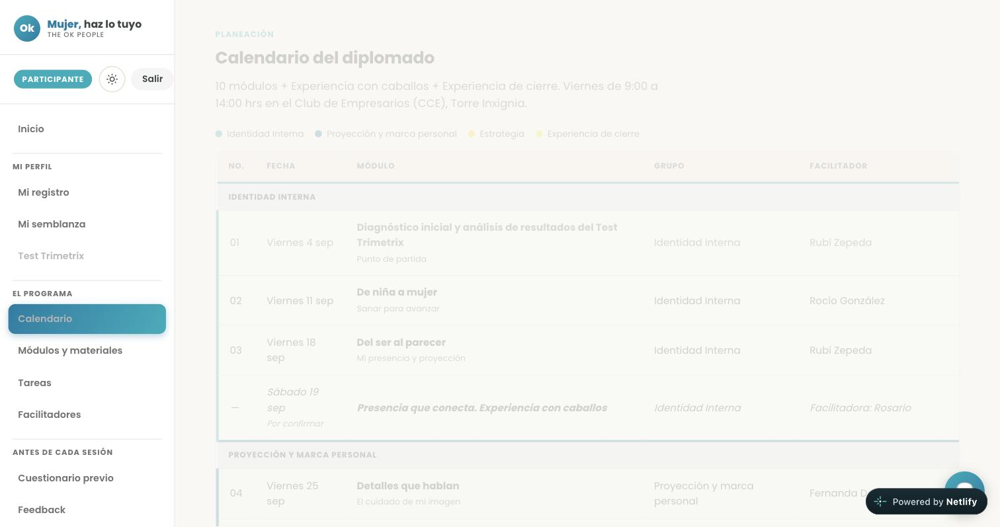 Ok
Mujer, haz lo tuyo
THE OK PEOPLE
PARTICIPANTE
Salir
Inicio
MI PERFIL
Mi registro
Mi semblanza
Test Trimetrix
EL PROGRAMA
Calendario
Módulos y materiales
Tareas
Facilitadores
ANTES DE CADA SESIÓN
Cuestionario previo
Feedback
PLANEACIÓN
Calendario del diplomado
10 módulos + Experiencia con caballos + Experiencia de cierre. Viernes de 9:00 a
14:00 hrs en el Club de Empresarios (CCE), Torre Inxignia.
Identidad Interna Proyección y marca personal Estrategia Experiencia de cierre
NO. FECHA MÓDULO GRUPO FACILITADOR
IDENTIDAD INTERNA
01 Viernes 4 sep Diagnóstico inicial y análisis de resultados del Test
Trimetrix
Punto de partida
Identidad Interna Rubí Zepeda
02 Viernes 11 sep De niña a mujer
Sanar para avanzar
Identidad Interna Rocío González
03 Viernes 18
sep
Del ser al parecer
Mi presencia y proyección
Identidad Interna Rubí Zepeda
— Sábado 19
sep
Por confirmar
Presencia que conecta. Experiencia con caballos Identidad Interna Facilitadora: Rosario
PROYECCIÓN Y MARCA PERSONAL
04 Viernes 25
sep
Detalles que hablan
El cuidado de mi imagen
Proyección y marca
personal
Fernanda
Powered by Netlify